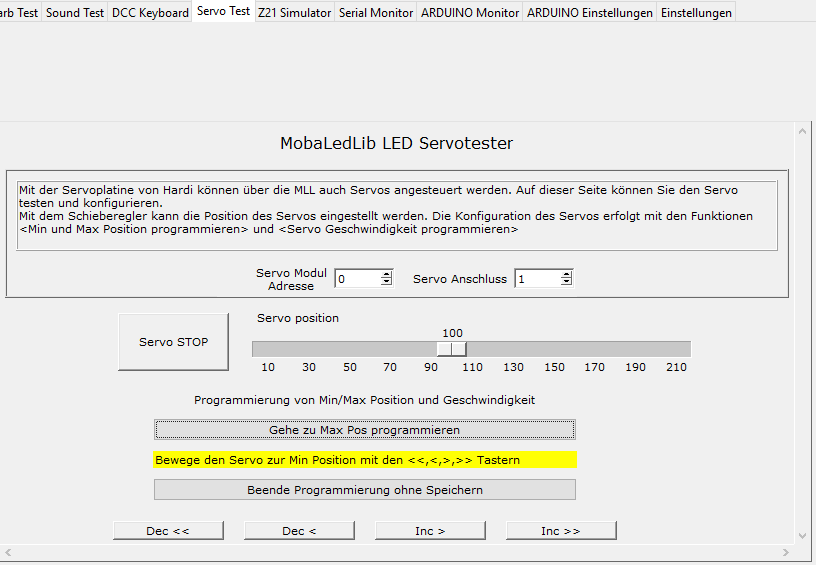 arb Test Sound Test DCC Keyboard Servo Test Z21 Simulator Serial Monitor ARDUINO Monitor ARDUINO Einstellungen Einstellungen
MobaLedLib LED Servotester
Mit der Servoplatine von Hardi können über die MLL auch Servos angesteuert werden. Auf dieser Seite können Sie den Servo
testen und konfigurieren.
Mit dem Schieberegler kann die Position des Servos eingestellt werden. Die Konfiguration des Servos erfolgt mit den Funktionen
<Min und Max Position programmieren> und <Servo Geschwindigkeit programmieren>
Servo Modul
Adresse
0
Servo Anschluss
1
Servo STOP
Servo position
100
10 30 50 70 90 110 130 150 170 190 210
Programmierung von Min/Max Position und Geschwindigkeit
Gehe zu Max Pos programmieren
Bewege den Servo zur Min Position mit den <<,<,>,>> Tastern
Beende Programmierung ohne Speichern
Dec << Dec < Inc > Inc >>